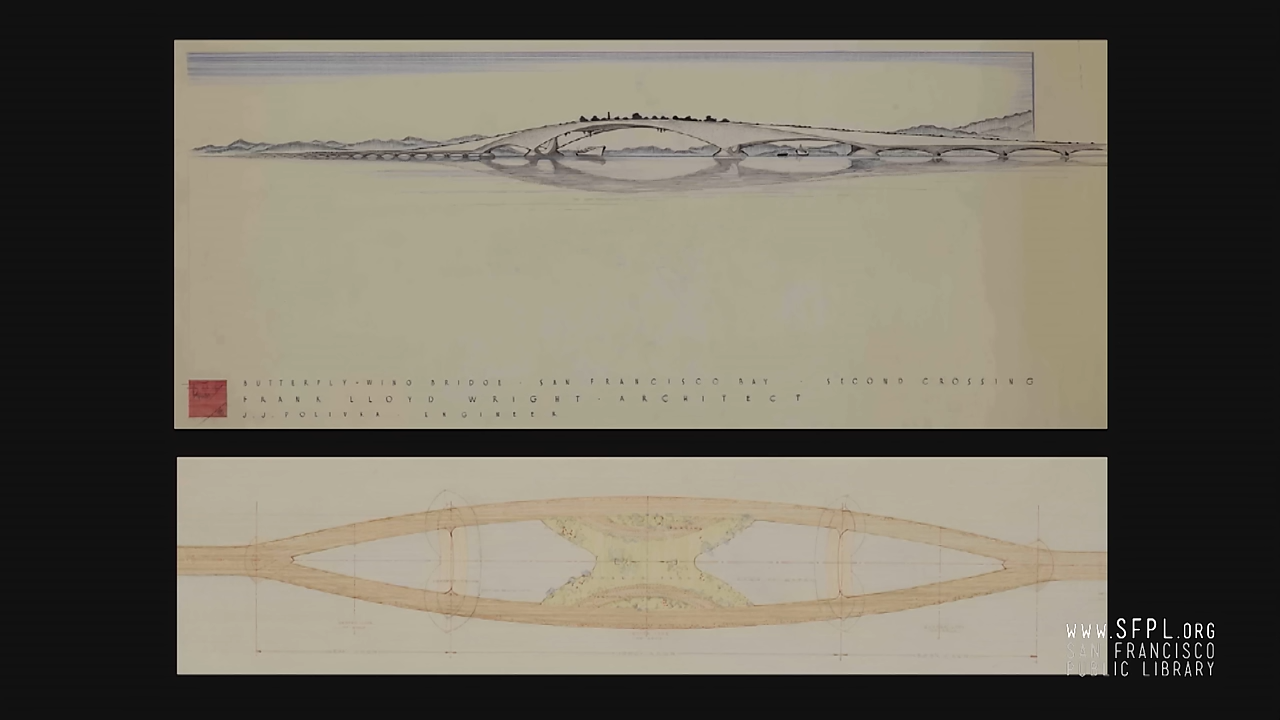 BUTTERFLY-WING BRIDGE · SAN FRANCISCO BAY - SECOND CROSSING
FRANK LLOYD WRIGHT · ARCHITECT
J.J. POLIVKA ENGINEER
WWW.SFPL.ORG
SAN FRANCISCO
PUBLIC LIBRARY